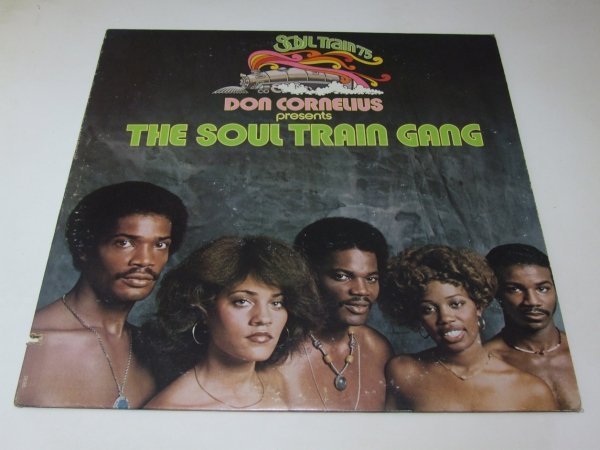 Soul Train '75
DON CORNELIUS
presents
THE SOUL TRAIN GANG